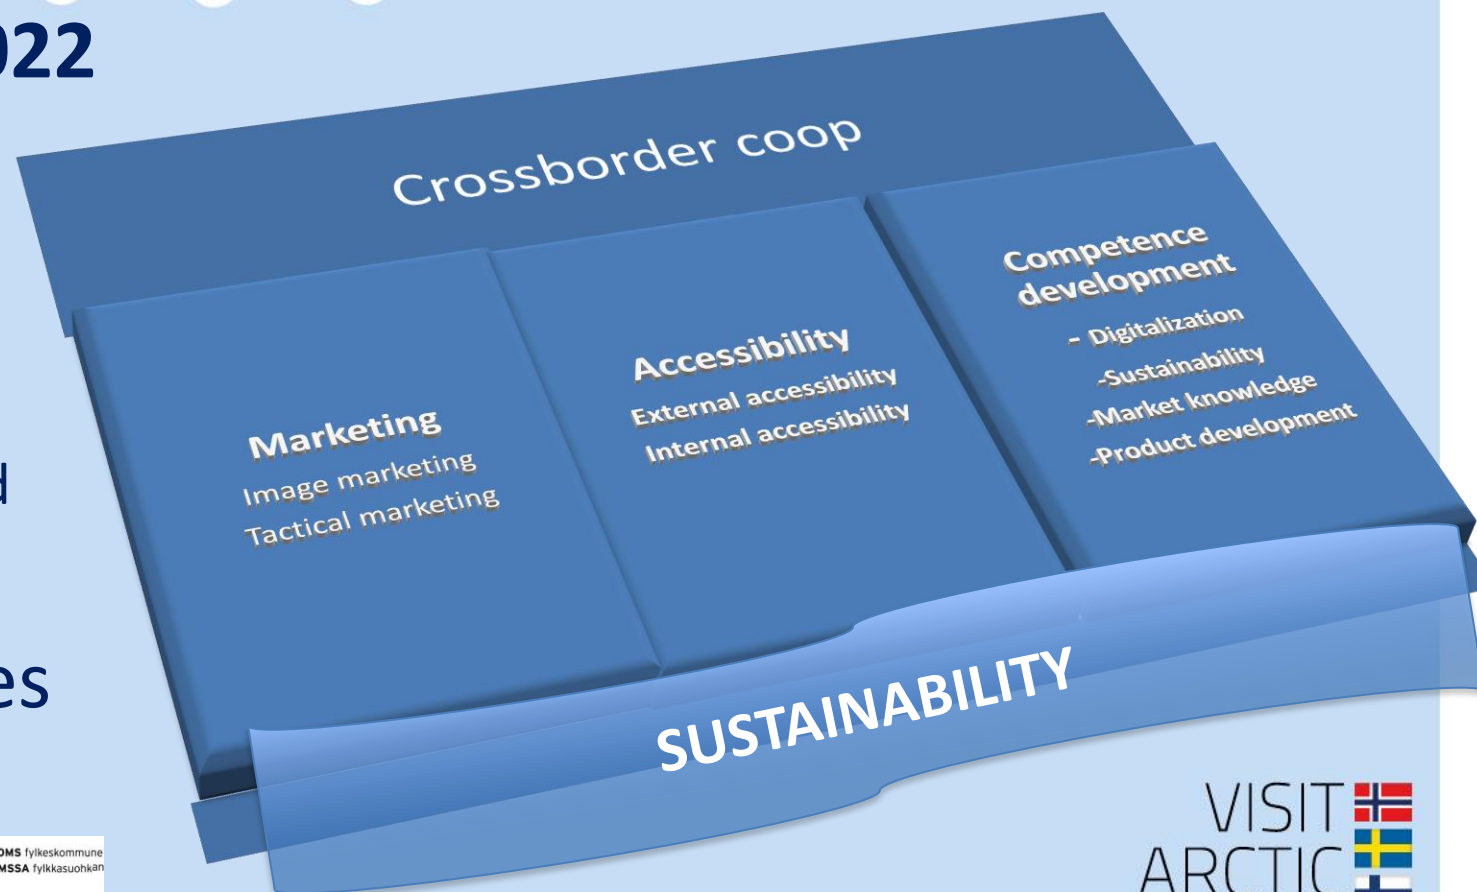 022
Crossborder coop
Marketing
Image marketing
Tactical marketing
Accessibility
External accessibility
Internal accessibility
Competence
development
- Digitalization
-Sustainability
-Market knowledge
-Product development
d
es
SUSTAINABILITY
OMS fylkeskommune
MSSA fylkkasuohkan
VISIT
ARCTIC